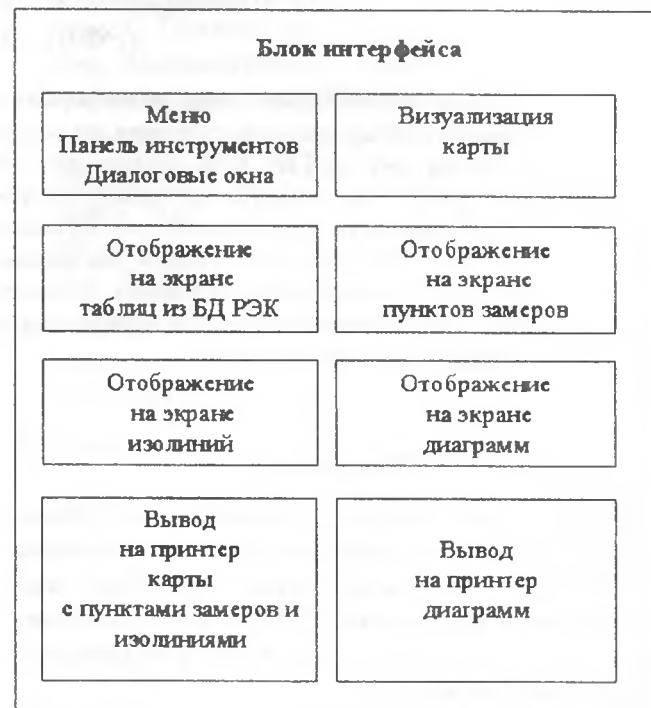 Блок интерфейса
Меню
Панель инструментов
Диалоговые окна
Визуализация
карты
Отображение
на экране
таблиц из БД РЭК
Отображение
на экране
пунктов замеров
Отображение
на экране
изолиний
Отображение
на экране
диаграмм
Вывод
на принтер
карты
с пунктами замеров и
изолиниями
Вывод
на принтер
диаграмм